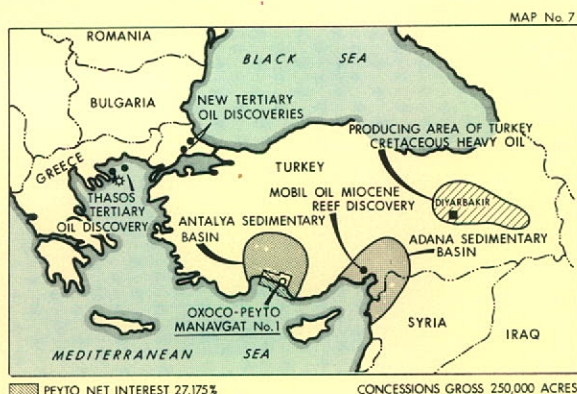 MAP No. 7
ROMANIA
BLACK SEA
BULGARIA
NEW TERTIARY
OIL DISCOVERIES
PRODUCING AREA OF TURKEY
CRETACEOUS HEAVY OIL
GREECE
TURKEY
THASOS
TERTIARY
OIL DISCOVERY
MOBIL OIL MIOCENE
REEF DISCOVERY
DIYARBAKIR
ANTALYA SEDIMENTARY
BASIN
ADANA SEDIMENTARY
BASIN
OXOCO-PEYTO
MANAVGAT No.1
SYRIA
IRAQ
MEDITERRANEAN SEA
PEYTO NET INTEREST 27.175%
CONCESSIONS GROSS 250,000 ACRES